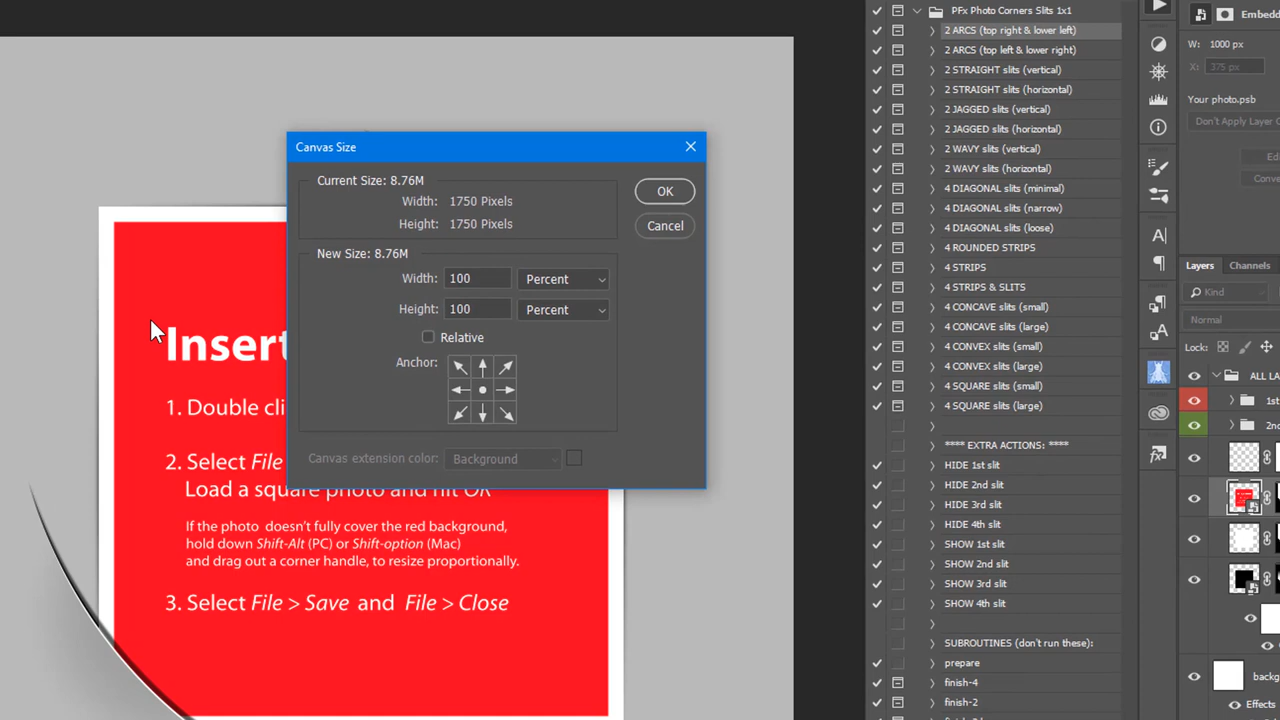 Canvas Size
Current Size: 8.76M
Width: 1750 Pixels
Height: 1750 Pixels
New Size: 8.76M
Width: 100 Percent
Height: 100 Percent
Relative
Anchor:
Canvas extension color: Background
OK
Cancel
Insert
1. Double cli
2. Select File
Load a square photo and hit OK
If the photo doesn't fully cover the red background,
hold down Shift-Alt (PC) or Shift-option (Mac)
and drag out a corner handle, to resize proportionally.
3. Select File > Save and File > Close
PFx Photo Corners Slits 1x1
2 ARCS (top right & lower left)
2 ARCS (top left & lower right)
2 STRAIGHT slits (vertical)
2 STRAIGHT slits (horizontal)
2 JAGGED slits (vertical)
2 JAGGED slits (horizontal)
2 WAVY slits (vertical)
2 WAVY slits (horizontal)
4 DIAGONAL slits (minimal)
4 DIAGONAL slits (narrow)
4 DIAGONAL slits (loose)
4 ROUNDED STRIPS
4 STRIPS
4 STRIPS & SLITS
4 CONCAVE slits (small)
4 CONCAVE slits (large)
4 CONVEX slits (small)
4 CONVEX slits (large)
4 SQUARE slits (small)
4 SQUARE slits (large)
**** EXTRA ACTIONS: ****
HIDE 1st slit
HIDE 2nd slit
HIDE 3rd slit
HIDE 4th slit
SHOW 1st slit
SHOW 2nd slit
SHOW 3rd slit
SHOW 4th slit
SUBROUTINES (don't run these):
prepare
finish-4
finish-2
Embedd
W: 1000 px
X: 375 px
Your photo.psb
Don't Apply Layer C
Ed
Conve
Layers Channels
Kind
Normal
Lock:
ALL LA
1st
2nd
backg
Effects